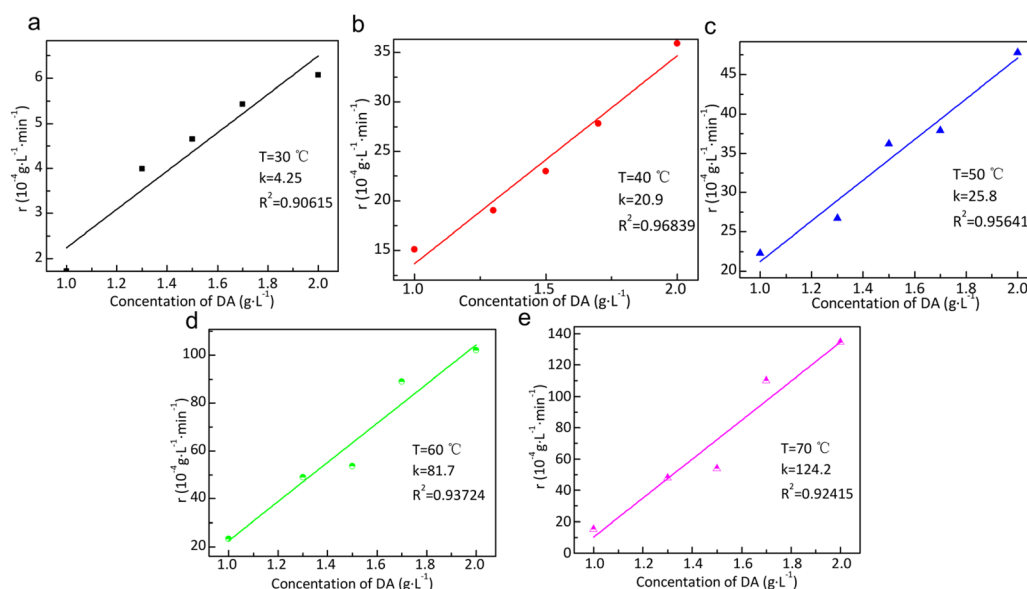 a
r (10⁻⁴g·L⁻¹·min⁻¹)
6
5
4
3
2
T=30 ℃
k=4.25
R²=0.90615
1.0 1.2 1.4 1.6 1.8 2.0
Concentation of DA (g·L⁻¹)
b
r (10⁻⁴g·L⁻¹·min⁻¹)
35
30
25
20
15
T=40 ℃
k=20.9
R²=0.96839
1.0 1.5 2.0
Concentation of DA (g·L⁻¹)
c
r (10⁻⁴g·L⁻¹·min⁻¹)
45
40
35
30
25
20
T=50 ℃
k=25.8
R²=0.95641
1.0 1.2 1.4 1.6 1.8 2.0
Concentation of DA (g·L⁻¹)
d
r (10⁻⁴g·L⁻¹·min⁻¹)
100
80
60
40
20
T=60 ℃
k=81.7
R²=0.93724
1.0 1.2 1.4 1.6 1.8 2.0
Concentation of DA (g·L⁻¹)
e
r (10⁻⁴g·L⁻¹·min⁻¹)
140
120
100
80
60
40
20
0
T=70 ℃
k=124.2
R²=0.92415
1.0 1.2 1.4 1.6 1.8 2.0
Concentation of DA (g·L⁻¹)